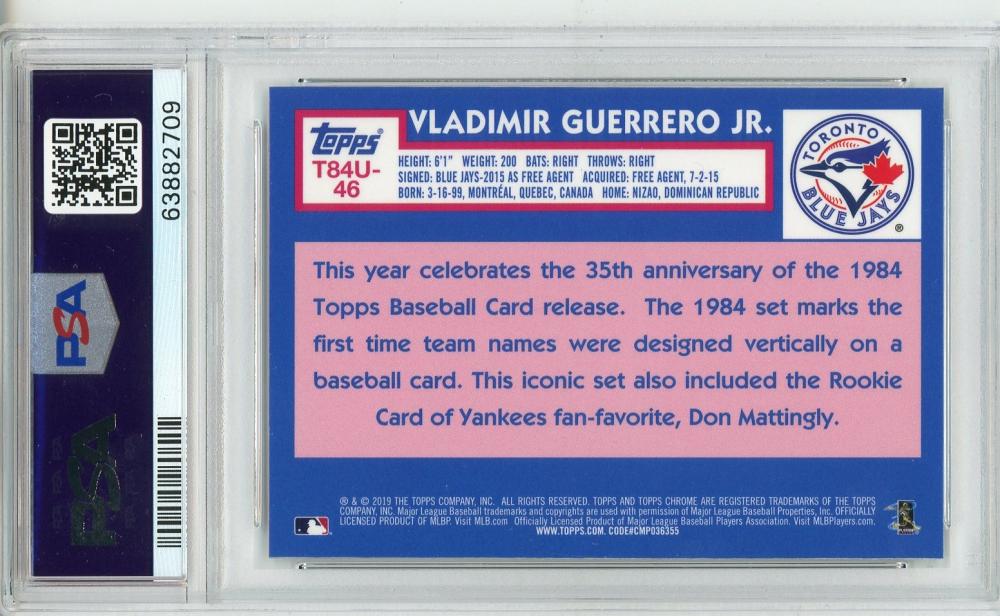 63882709
PSA
PSA
topps®
T84U-
46
VLADIMIR GUERRERO JR.
HEIGHT: 6'1" WEIGHT: 200 BATS: RIGHT THROWS: RIGHT
SIGNED: BLUE JAYS-2015 AS FREE AGENT ACQUIRED: FREE AGENT, 7-2-15
BORN: 3-16-99, MONTRÉAL, QUEBEC, CANADA HOME: NIZAO, DOMINICAN REPUBLIC
TORONTO
BLUE JAYS
®
This year celebrates the 35th anniversary of the 1984
Topps Baseball Card release. The 1984 set marks the
first time team names were designed vertically on a
baseball card. This iconic set also included the Rookie
Card of Yankees fan-favorite, Don Mattingly.
® & © 2019 THE TOPPS COMPANY, INC. ALL RIGHTS RESERVED. TOPPS AND TOPPS CHROME ARE REGISTERED TRADEMARKS OF THE TOPPS
COMPANY, INC. Major League Baseball trademarks and copyrights are used with permission of Major League Baseball Properties, Inc. OFFICIALLY
LICENSED PRODUCT OF MLBP. Visit MLB.com Officially Licensed Product of Major League Baseball Players Association. Visit MLBPlayers.com.
WWW.TOPPS.COM. CODE#CMP036355